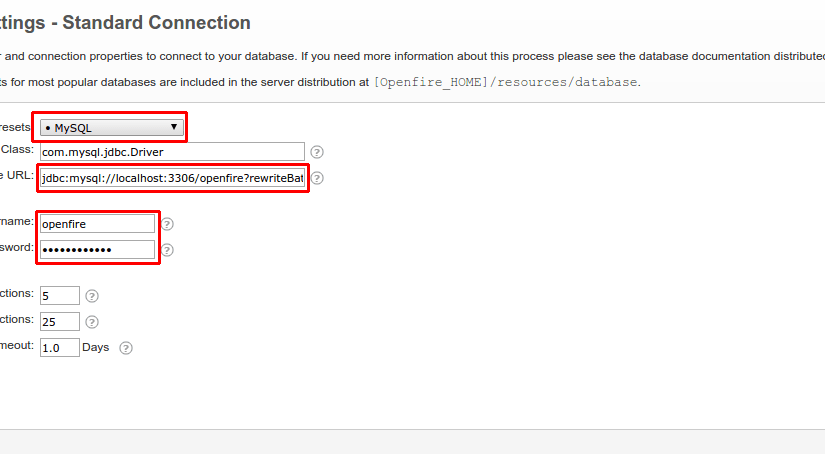 ttings - Standard Connection
r and connection properties to connect to your database. If you need more information about this process please see the database documentation distributed
ts for most popular databases are included in the server distribution at [Openfire_HOME]/resources/database.
resets: • MySQL ▼
Class: com.mysql.jdbc.Driver ?
e URL: jdbc:mysql://localhost:3306/openfire?rewriteBat ?
rname: openfire ?
sword: •••••••••••• ?
ctions: 5 ?
ctions: 25 ?
meout: 1.0 Days ?